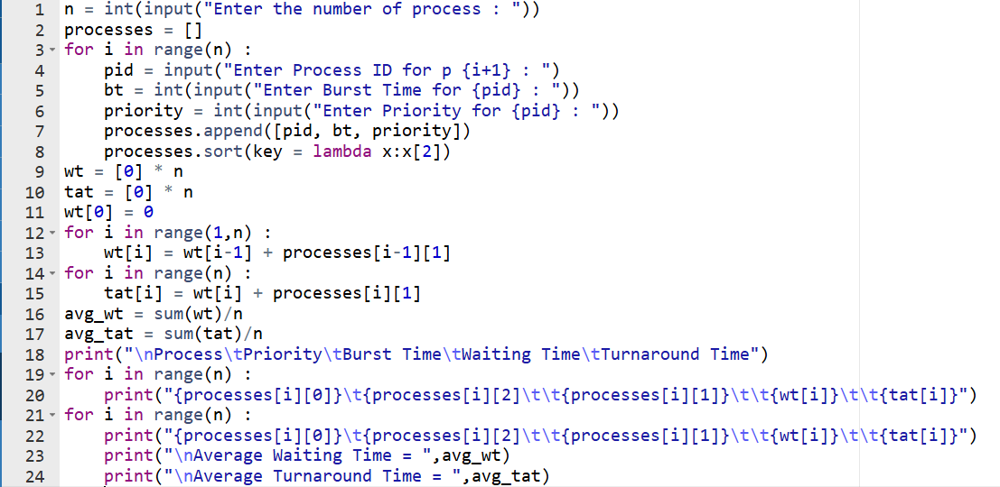 1 n = int(input("Enter the number of process : "))
2 processes = []
3 for i in range(n) :
4     pid = input("Enter Process ID for p {i+1} : ")
5     bt = int(input("Enter Burst Time for {pid} : "))
6     priority = int(input("Enter Priority for {pid} : "))
7     processes.append([pid, bt, priority])
8     processes.sort(key = lambda x:x[2])
9 wt = [0] * n
10 tat = [0] * n
11 wt[0] = 0
12 for i in range(1,n) :
13     wt[i] = wt[i-1] + processes[i-1][1]
14 for i in range(n) :
15     tat[i] = wt[i] + processes[i][1]
16 avg_wt = sum(wt)/n
17 avg_tat = sum(tat)/n
18 print("\nProcess\tPriority\tBurst Time\tWaiting Time\tTurnaround Time")
19 for i in range(n) :
20     print("{processes[i][0]}\t{processes[i][2]\t\t{processes[i][1]}\t\t{wt[i]}\t\t{tat[i]}")
21 for i in range(n) :
22     print("{processes[i][0]}\t{processes[i][2]\t\t{processes[i][1]}\t\t{wt[i]}\t\t{tat[i]}")
23     print("\nAverage Waiting Time = ",avg_wt)
24     print("\nAverage Turnaround Time = ",avg_tat)